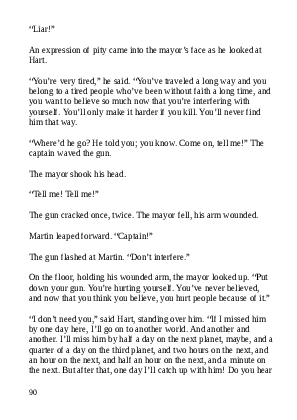 “Liar!”
An expression of pity came into the mayor’s face as he looked at
Hart.
“You’re very tired,” he said. “You’ve traveled a long way and you
belong to a tired people who’ve been without faith a long time, and
you want to believe so much now that you’re interfering with
yourself. You’ll only make it harder if you kill. You’ll never find
him that way.
“Where’d he go? He told you; you know. Come on, tell me!” The
captain waved the gun.
The mayor shook his head.
“Tell me! Tell me!”
The gun cracked once, twice. The mayor fell, his arm wounded.
Martin leaped forward. “Captain!”
The gun flashed at Martin. “Don’t interfere.”
On the floor, holding his wounded arm, the mayor looked up. “Put
down your gun. You’re hurting yourself. You’ve never believed,
and now that you think you believe, you hurt people because of it.”
“I don’t need you,” said Hart, standing over him. “If I missed him
by one day here, I’ll go on to another world. And another and
another. I’ll miss him by half a day on the next planet, maybe, and a
quarter of a day on the third planet, and two hours on the next, and
an hour on the next, and half an hour on the next, and a minute on
the next. But after that, one day I’ll catch up with him! Do you hear
90